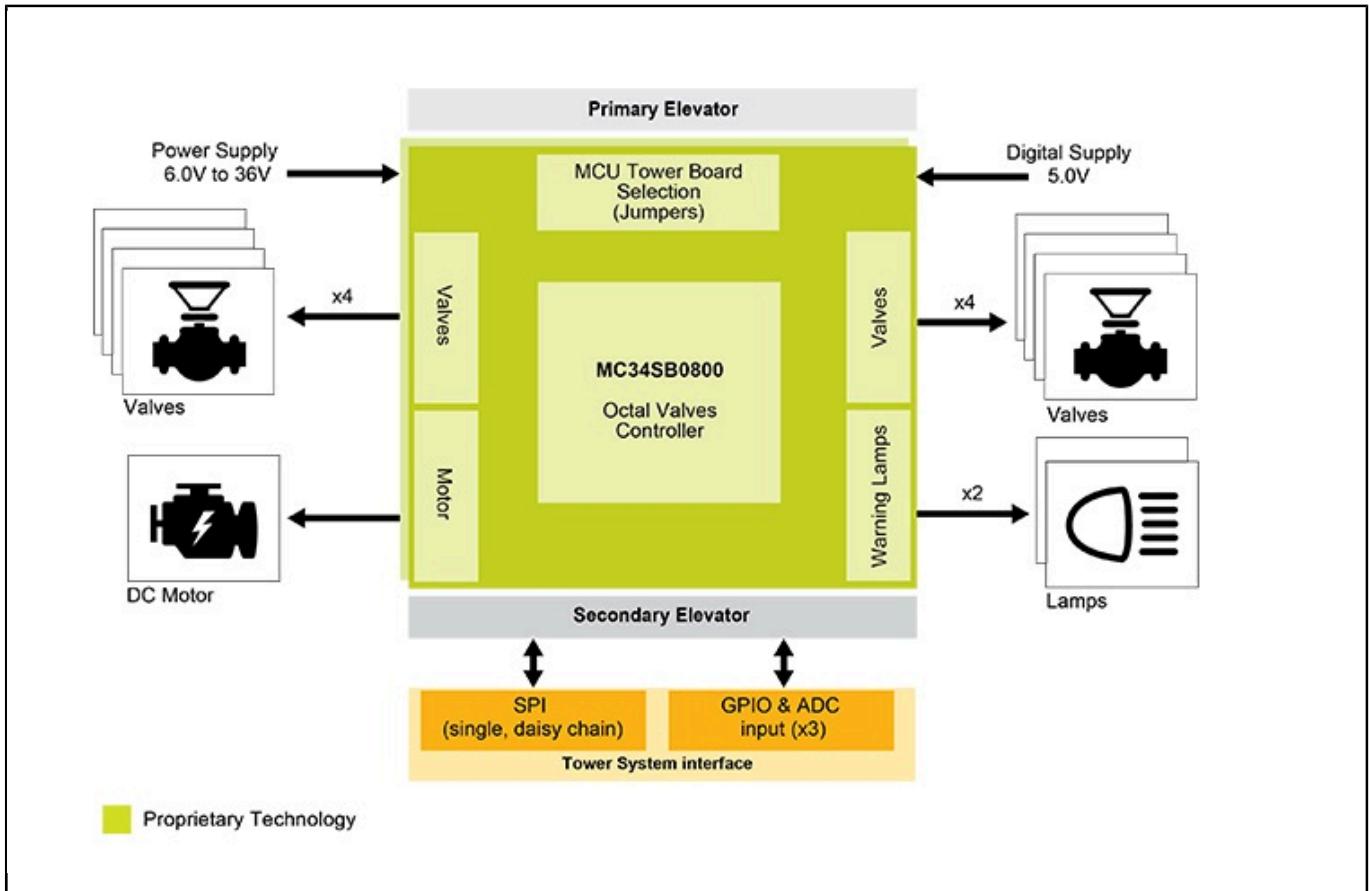 Primary Elevator
Power Supply
6.0V to 36V
Digital Supply
5.0V
MCU Tower Board
Selection
(Jumpers)
Valves
x4
Valves
MC34SB0800
Octal Valves
Controller
Valves
x4
Valves
Motor
DC Motor
Warning Lamps
x2
Lamps
Secondary Elevator
SPI
(single, daisy chain)
GPIO & ADC
input (x3)
Tower System interface
Proprietary Technology